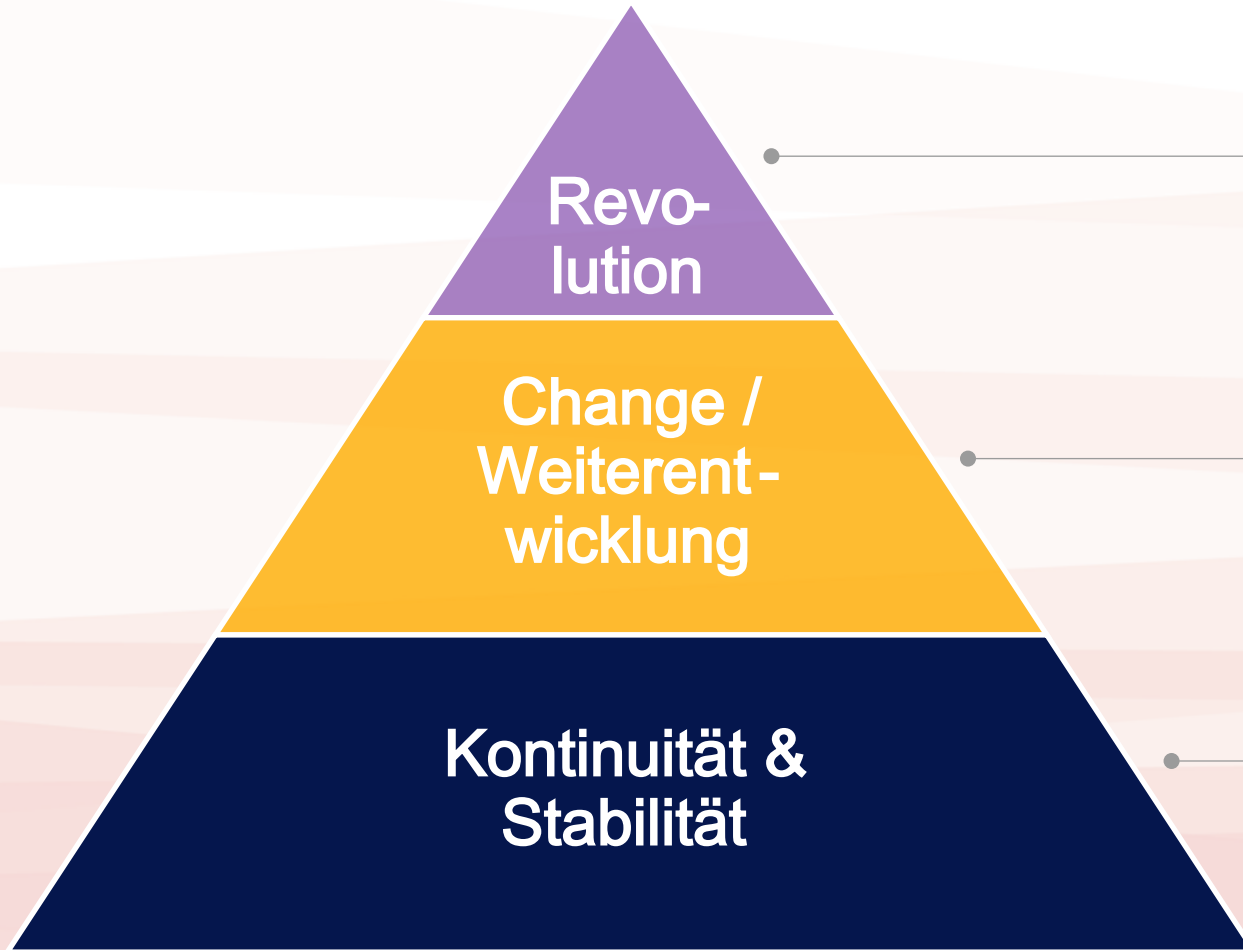 Revo-
lution
Change /
Weiterent-
wicklung
Kontinuität &
Stabilität